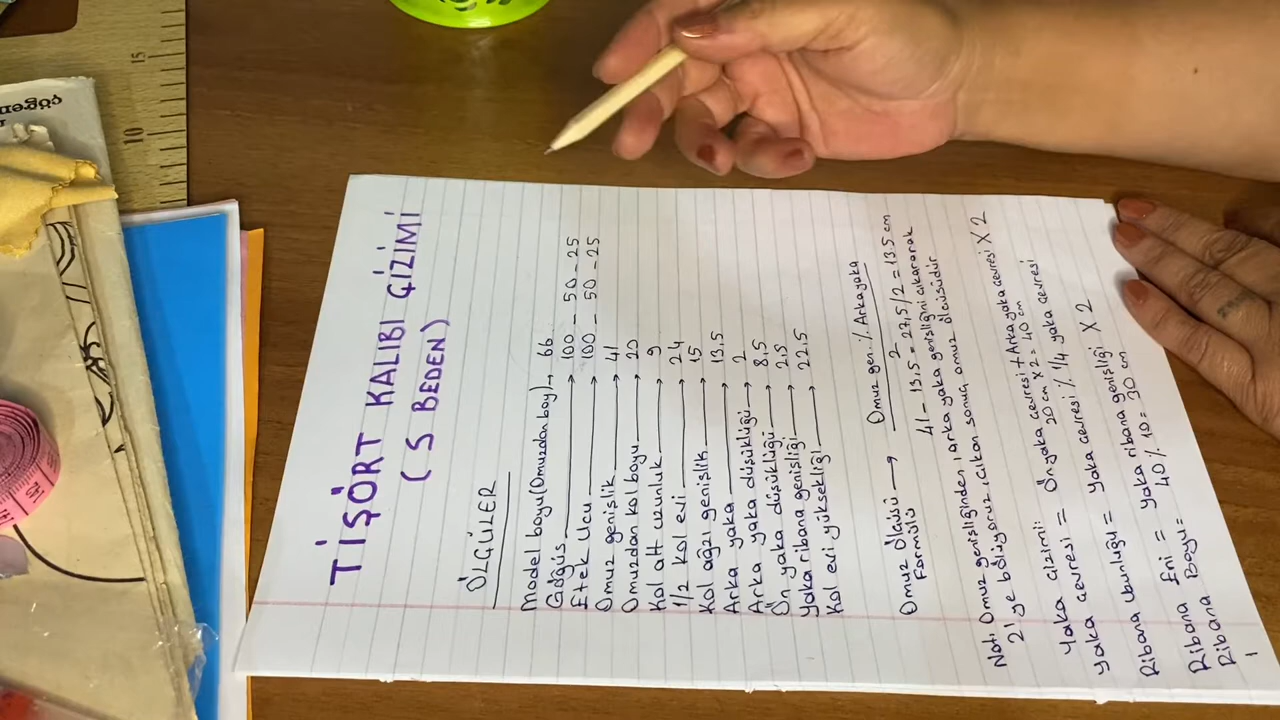 TİŞÖRT KALIBI ÇİZİMİ
( S BEDEN)
ÖLÇÜLER
Model boyu(Omuzdan boy) → 66
Göğüs → 100 - 50 - 25
Etek Ucu → 100 - 50 - 25
Omuz genişlik → 41
Omuzdan kol boyu → 20
Kol alt uzunluk → 9
1/2 kol evi → 24
Kol ağzı genişlik → 15
Arka yaka → 13,5
Arka yaka düşüklüğü → 2
Ön yaka düşüklüğü → 8,5
Yaka ribana genişliği → 2,8
Kol evi yüksekliği → 22,5
Omuz Ölçüsü → Omuz gen. ٪ Arka yaka
Formülü 2
41 - 13,5 = 27,5/2 = 13.5 cm
Not: Omuz genişliğinden, arka yaka genişliğini çıkararak
2' ye bölüyoruz, çıkan sonuç omuz ölçüsüdür
Yaka çizimi:
Yaka çevresi = Ön yaka çevresi + Arka yaka çevresi X 2
20 cm x 2 = 40 cm
Ribana uzunluğu = Yaka çevresi ٪ 1/4 yaka çevresi
Ribana Eni = Yaka ribana genişliği X 2
Ribana Boyu = 40 ٪ 10 = 30 cm
15
10